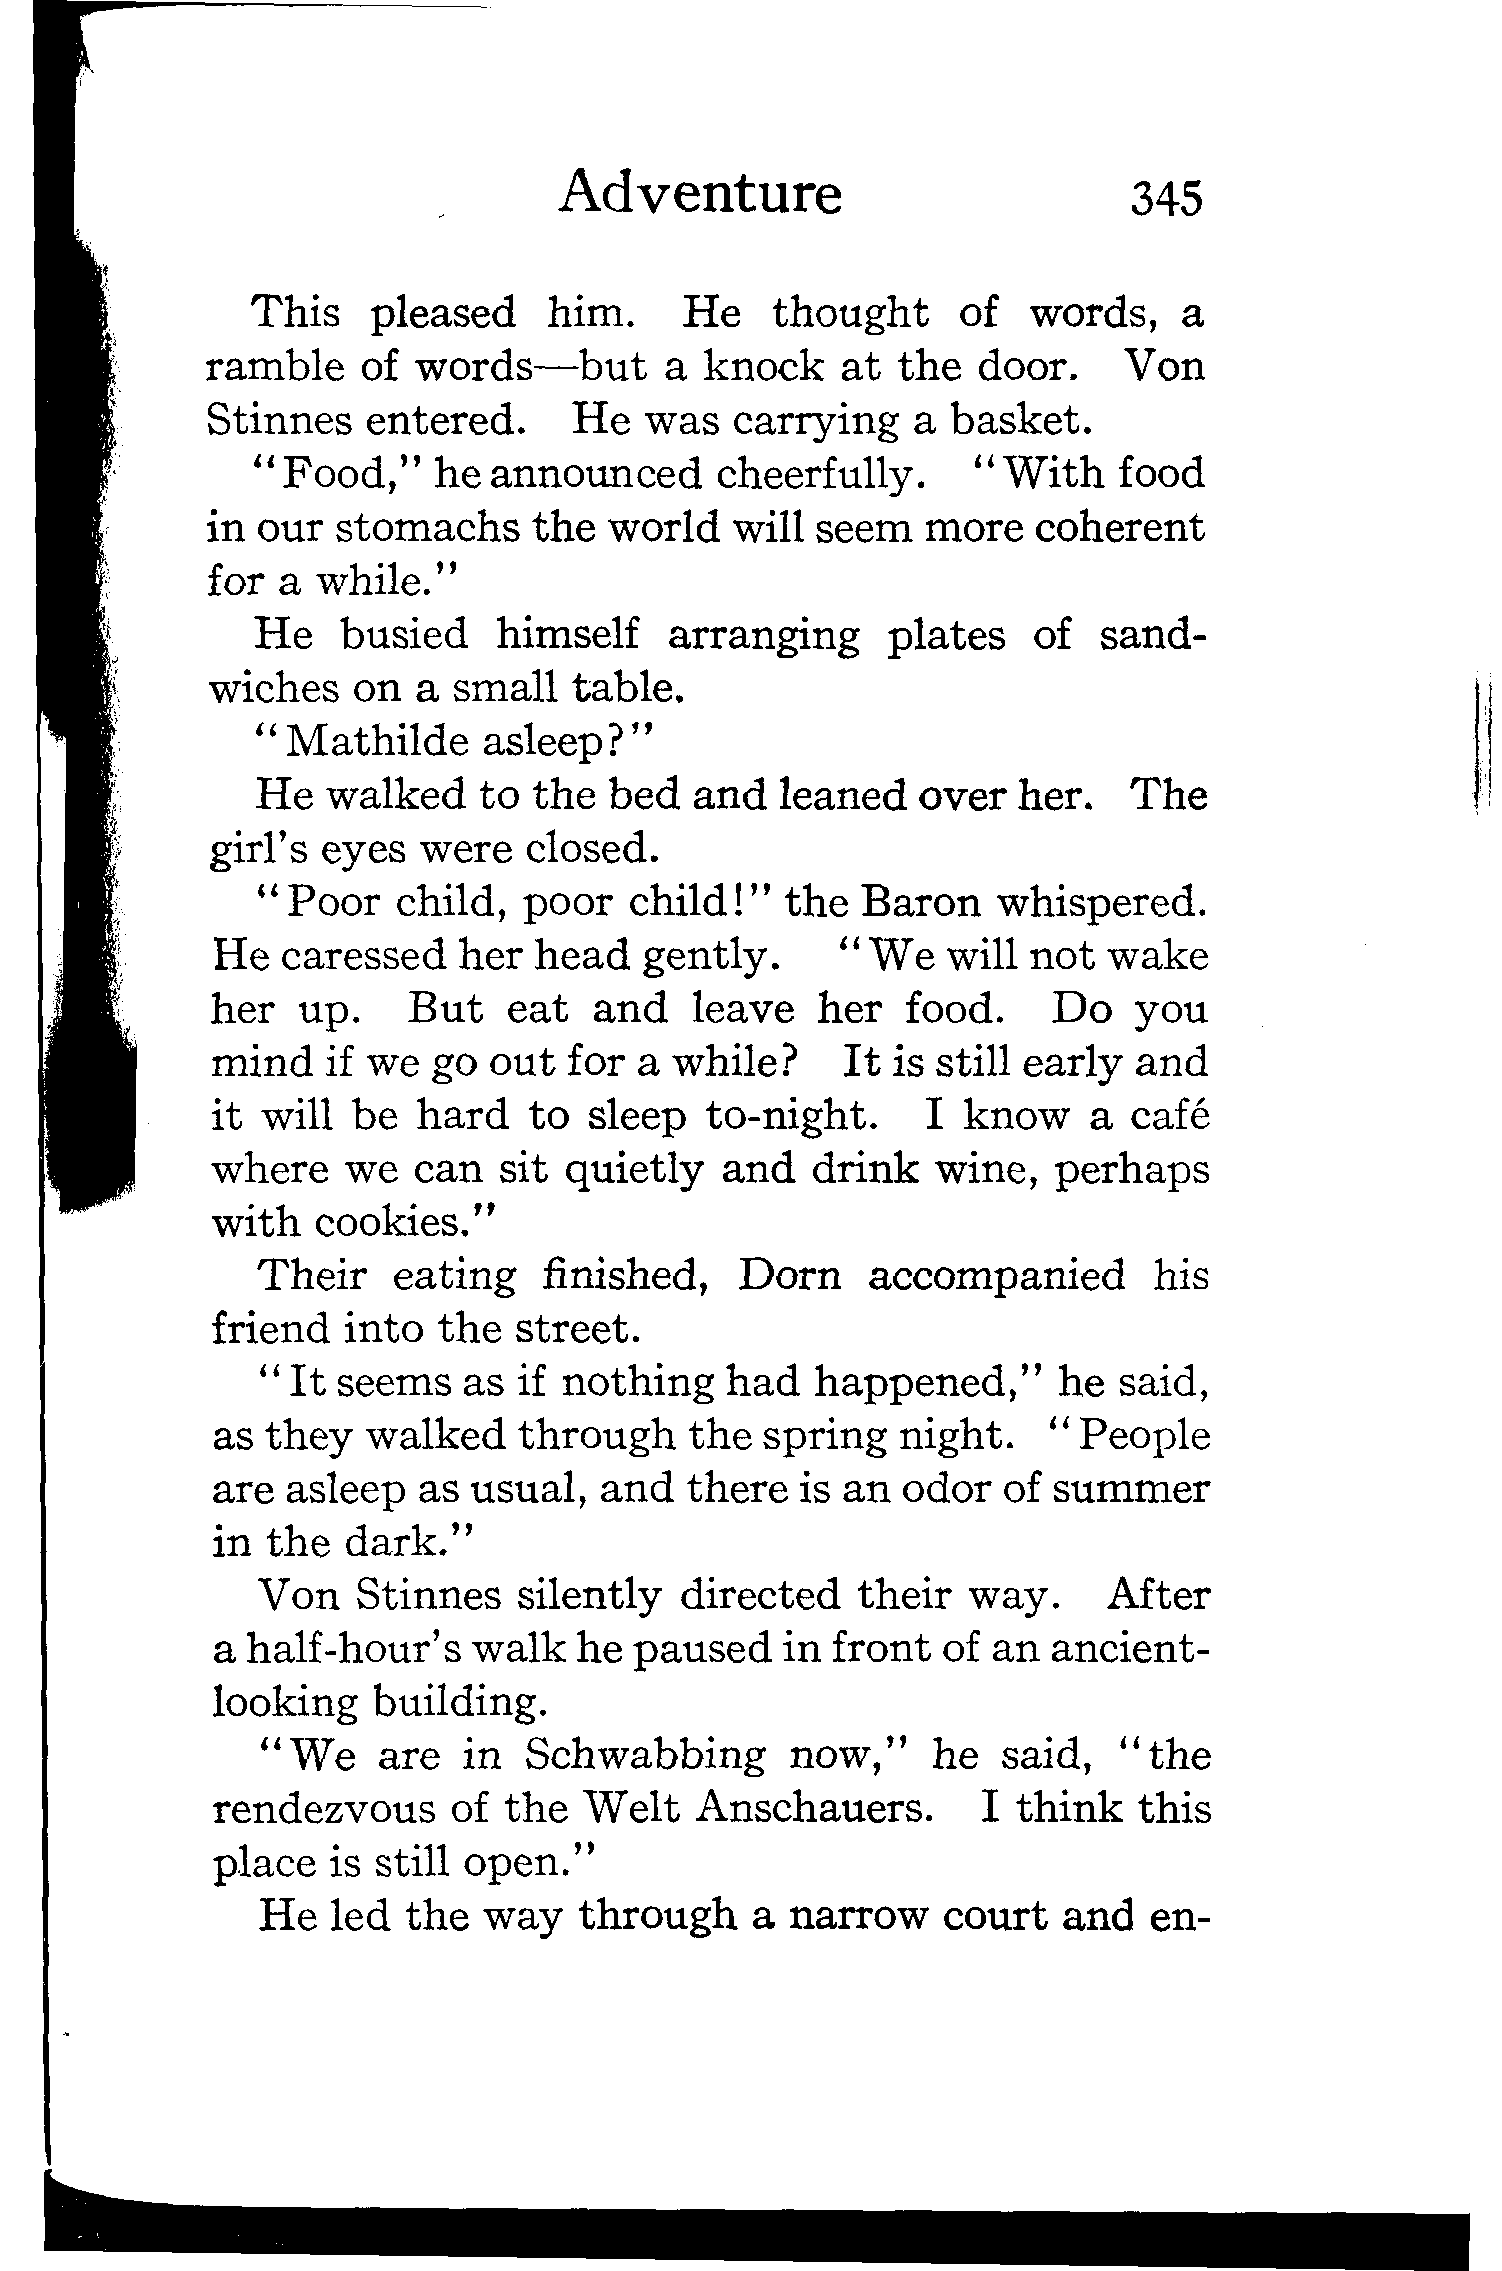 Adventure 345
This pleased him. He thought of words, a
ramble of words—but a knock at the door. Von
Stinnes entered. He was carrying a basket.
"Food," he announced cheerfully. "With food
in our stomachs the world will seem more coherent
for a while."
He busied himself arranging plates of sand-
wiches on a small table.
"Mathilde asleep?"
He walked to the bed and leaned over her. The
girl's eyes were closed.
"Poor child, poor child!" the Baron whispered.
He caressed her head gently. "We will not wake
her up. But eat and leave her food. Do you
mind if we go out for a while? It is still early and
it will be hard to sleep to-night. I know a café
where we can sit quietly and drink wine, perhaps
with cookies."
Their eating finished, Dorn accompanied his
friend into the street.
"It seems as if nothing had happened," he said,
as they walked through the spring night. "People
are asleep as usual, and there is an odor of summer
in the dark."
Von Stinnes silently directed their way. After
a half-hour's walk he paused in front of an ancient-
looking building.
"We are in Schwabbing now," he said, "the
rendezvous of the Welt Anschauers. I think this
place is still open."
He led the way through a narrow court and en-